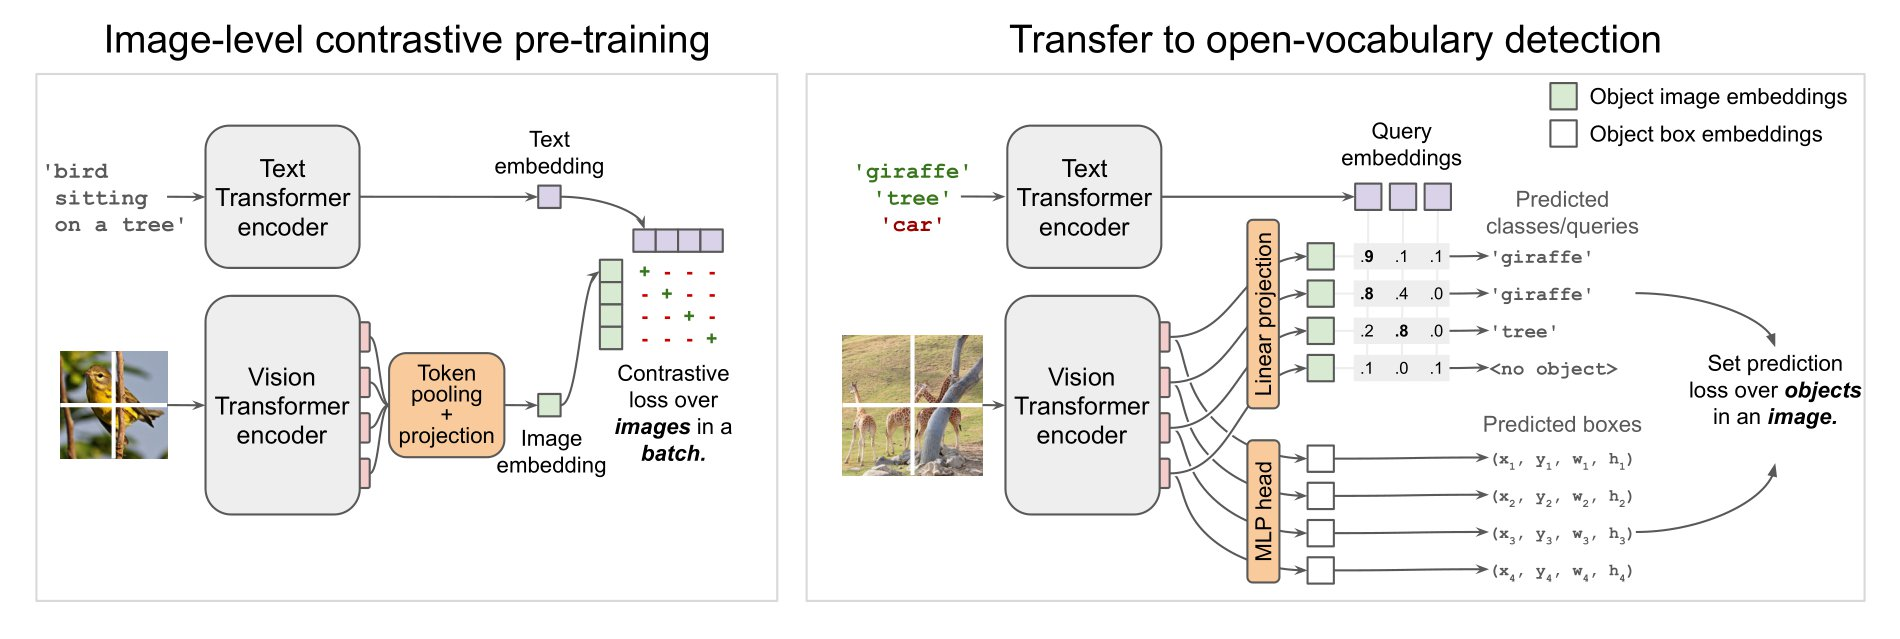 Image-level contrastive pre-training
'bird
sitting
on a tree'
Text
Transformer
encoder
Text
embedding
Vision
Transformer
encoder
Token
pooling
+
projection
Image
embedding
+ - - -
- + - -
- - + -
- - - +
Contrastive
loss over
images in a
batch.
Transfer to open-vocabulary detection
Object image embeddings
Object box embeddings
'giraffe'
'tree'
'car'
Text
Transformer
encoder
Query
embeddings
Vision
Transformer
encoder
Linear projection
MLP head
Predicted
classes/queries
.9 .1 .1 'giraffe'
.8 .4 .0 'giraffe'
.2 .8 .0 'tree'
.1 .0 .1 <no object>
Predicted boxes
(x₁, y₁, w₁, h₁)
(x₂, y₂, w₂, h₂)
(x₃, y₃, w₃, h₃)
(x₄, y₄, w₄, h₄)
Set prediction
loss over objects
in an image.